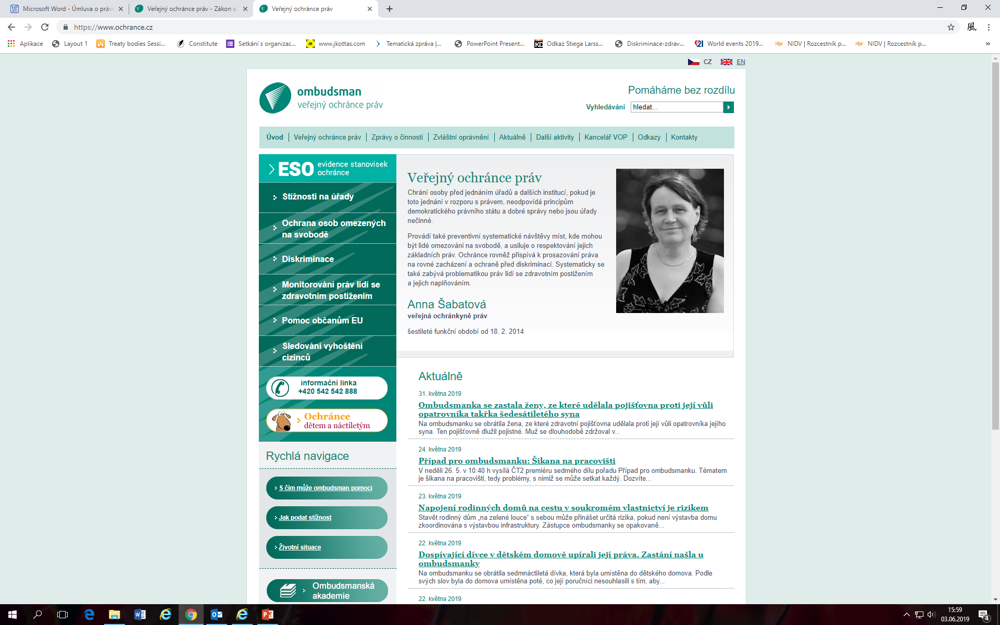 Microsoft Word - Úmluva o práve
Veřejný ochránce práv - Zákon o
Veřejný ochránce práv
https://www.ochrance.cz
Aplikace
Layout 1
Treaty bodies Sessi...
Constitute
Setkání s organizac...
www.jkottas.com
Tematická zpráva |...
PowerPoint Present...
Odkaz Stiega Larss...
Diskriminace-zdrav...
World events 2019...
NIDV | Rozcestník p...
NIDV | Rozcestník p...
CZ
EN
ombudsman
veřejný ochránce práv
Pomáháme bez rozdílu
Vyhledávání
hledat...
Úvod
Veřejný ochránce práv
Zprávy o činnosti
Zvláštní oprávnění
Aktuálně
Další aktivity
Kancelář VOP
Odkazy
Kontakty
ESO evidence stanovisek
ochránce
Stížnosti na úřady
Ochrana osob omezených
na svobodě
Diskriminace
Monitorování práv lidí se
zdravotním postižením
Pomoc občanům EU
Sledování vyhoštění
cizinců
informační linka
+420 542 542 888
Ochránce
dětem a náctiletým
Rychlá navigace
S čím může ombudsman pomoci
Jak podat stížnost
Životní situace
Ombudsmanská
akademie
Veřejný ochránce práv
Chrání osoby před jednáním úřadů a dalších institucí, pokud je
toto jednání v rozporu s právem, neodpovídá principům
demokratického právního státu a dobré správy nebo jsou úřady
nečinné.
Provádí také preventivní systematické návštěvy míst, kde mohou
být lidé omezováni na svobodě, a usiluje o respektování jejich
základních práv. Ochránce rovněž přispívá k prosazování práva
na rovné zacházení a ochraně před diskriminací. Systematicky se
také zabývá problematikou práv lidí se zdravotním postižením
a jejich naplňováním.
Anna Šabatová
veřejná ochránkyně práv
šestileté funkční období od 18. 2. 2014
Aktuálně
31. května 2019
Ombudsmanka se zastala ženy, ze které udělala pojišťovna proti její vůli
opatrovníka takřka šedesátiletého syna
Na ombudsmanku se obrátila žena, ze které zdravotní pojišťovna udělala proti její vůli opatrovníka jejího
syna. Ten pojišťovně dlužil pojistné. Muž se dlouhodobě zdržoval v...
24. května 2019
Případ pro ombudsmanku: Šikana na pracovišti
V neděli 26. 5. v 10:40 h vysílá ČT2 premiéru sedmého dílu pořadu Případ pro ombudsmanku. Tématem
je šikana na pracovišti, tedy problémy, s nimiž se může setkat každý. Dozvíte...
23. května 2019
Napojení rodinných domů na cestu v soukromém vlastnictví je rizikem
Stavět rodinný dům „na zelené louce“ s sebou může přinášet určitá rizika, pokud není výstavba domu
zkoordinována s výstavbou infrastruktury. Zástupce ombudsmanky se opakovaně...
22. května 2019
Dospívající dívce v dětském domově upírali její práva. Zastání našla u
ombudsmanky
Na ombudsmanku se obrátila sedmnáctiletá dívka, která byla umístěna do dětského domova. Podle
svých slov byla do domova umístěna poté, co její poručníci nesouhlasili s tím, aby...
22. května 2019
15:59
03.06.2019
4